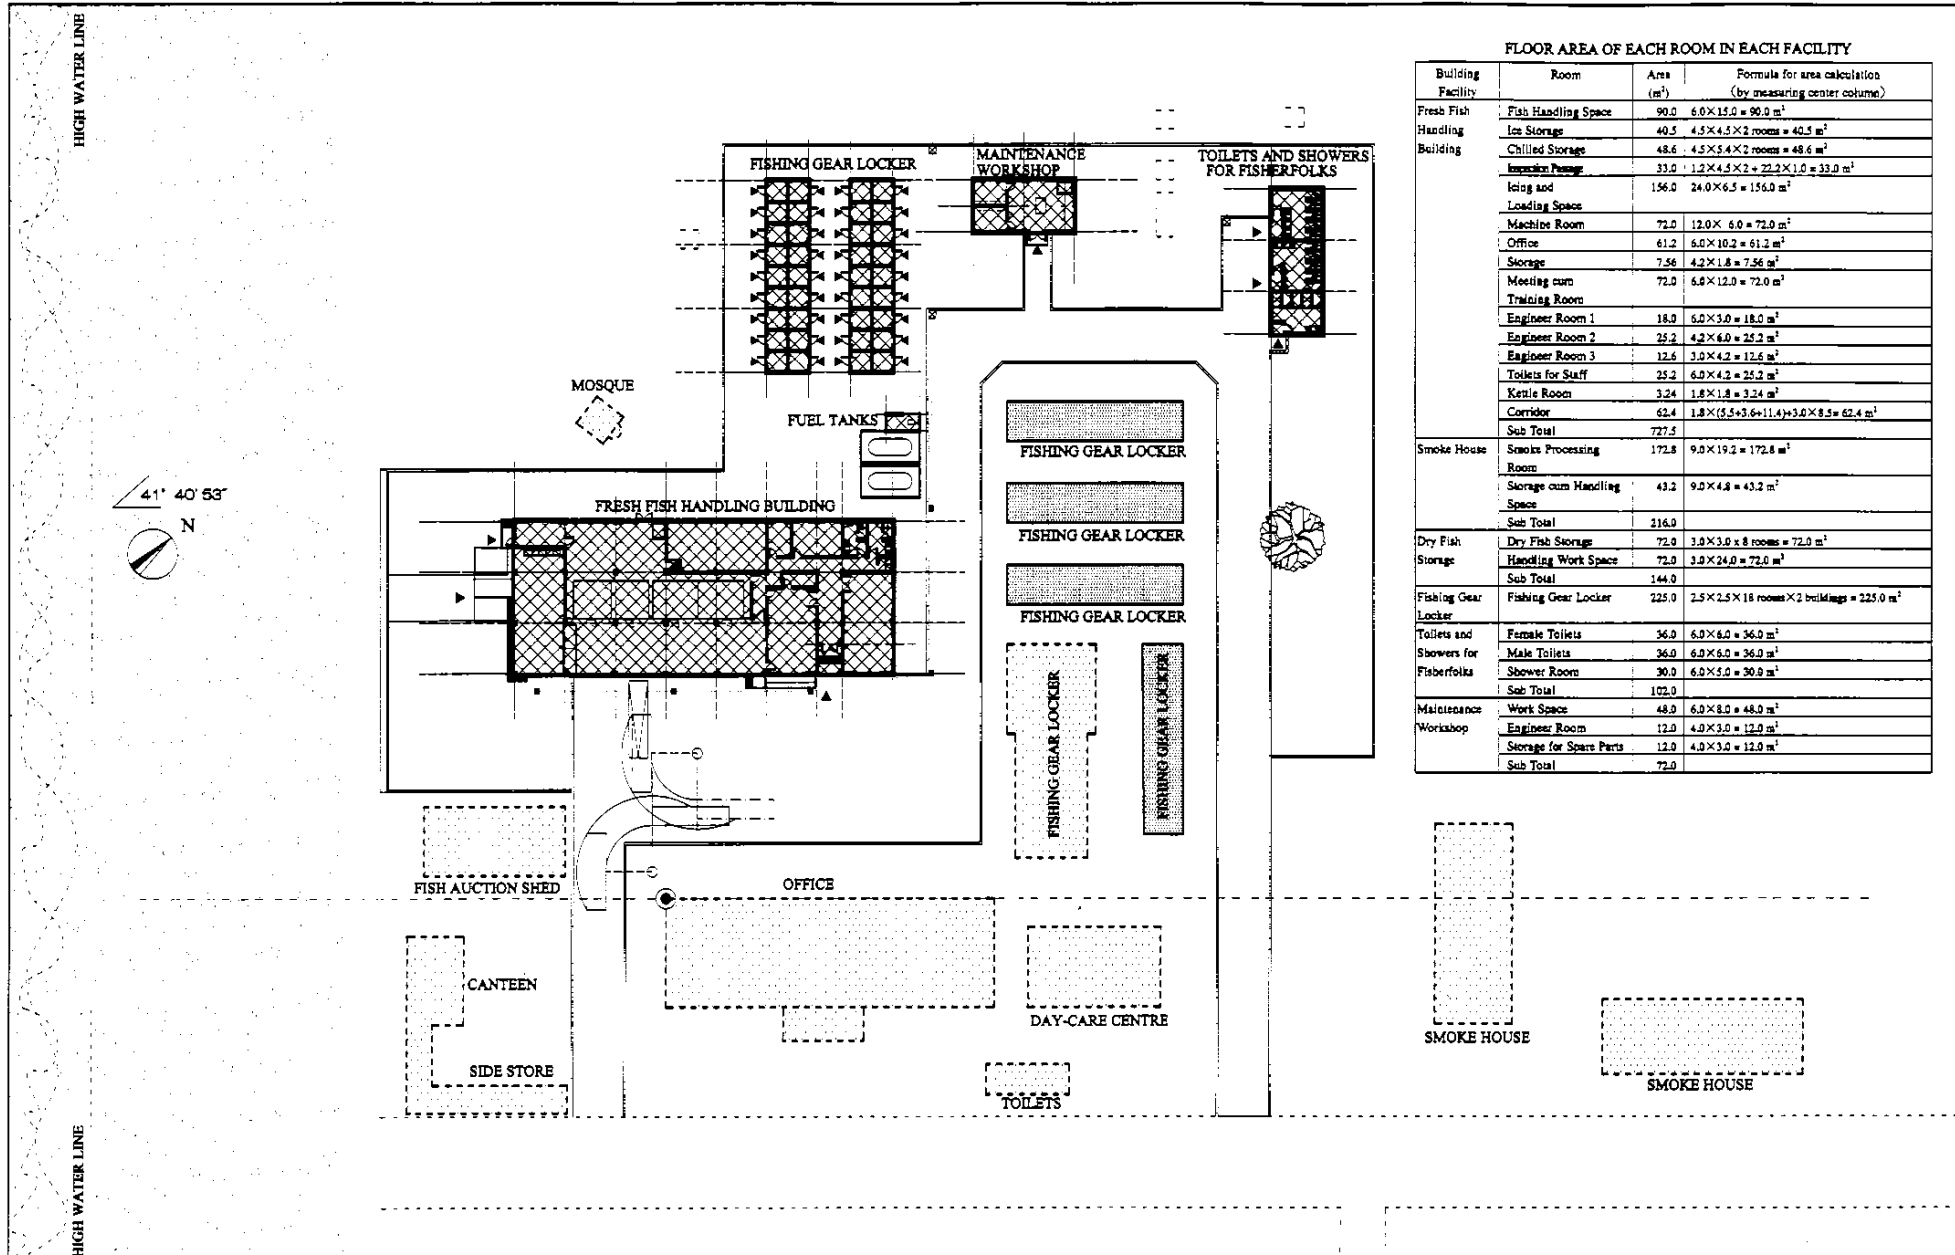 HIGH WATER LINE
FLOOR AREA OF EACH ROOM IN EACH FACILITY
Building Facility Room Area (m²) Formula for area calculation (by measuring center column)
Fresh Fish Handling Building Fish Handling Space 90.0 6.0×15.0 = 90.0 m²
Ice Storage 40.5 4.5×4.5×2 rooms = 40.5 m²
Chilled Storage 48.6 4.5×5.4×2 rooms = 48.6 m²
Inspection Passage 33.0 1.2×4.5×2 + 22.2×1.0 = 33.0 m²
Icing and Loading Space 156.0 24.0×6.5 = 156.0 m²
Machine Room 72.0 12.0× 6.0 = 72.0 m²
Office 61.2 6.0×10.2 = 61.2 m²
Storage 7.56 4.2×1.8 = 7.56 m²
Meeting cum Training Room 72.0 6.0×12.0 = 72.0 m²
Engineer Room 1 18.0 6.0×3.0 = 18.0 m²
Engineer Room 2 25.2 4.2×6.0 = 25.2 m²
Engineer Room 3 12.6 3.0×4.2 = 12.6 m²
Toilets for Staff 25.2 6.0×4.2 = 25.2 m²
Kettle Room 3.24 1.8×1.8 = 3.24 m²
Corridor 62.4 1.8×(5.5+3.6+11.4)+3.0×8.5= 62.4 m²
Sub Total 727.5
Smoke House Smoke Processing Room 172.8 9.0×19.2 = 172.8 m²
Storage cum Handling Space 43.2 9.0×4.8 = 43.2 m²
Sub Total 216.0
Dry Fish Storage Dry Fish Storage 72.0 3.0×3.0 x 8 rooms = 72.0 m²
Handling Work Space 72.0 3.0×24.0 = 72.0 m²
Sub Total 144.0
Fishing Gear Locker Fishing Gear Locker 225.0 2.5×2.5×18 rooms×2 buildings = 225.0 m²
Toilets and Showers for Fisherfolks Female Toilets 36.0 6.0×6.0 = 36.0 m²
Male Toilets 36.0 6.0×6.0 = 36.0 m²
Shower Room 30.0 6.0×5.0 = 30.0 m²
Sub Total 102.0
Maintenance Workshop Work Space 48.0 6.0×8.0 = 48.0 m²
Engineer Room 12.0 4.0×3.0 = 12.0 m²
Storage for Spare Parts 12.0 4.0×3.0 = 12.0 m²
Sub Total 72.0
FISHING GEAR LOCKER
MAINTENANCE
WORKSHOP
TOILETS AND SHOWERS
FOR FISHERFOLKS
MOSQUE
FUEL TANKS
FISHING GEAR LOCKER
41° 40' 53"
N
FRESH FISH HANDLING BUILDING
FISHING GEAR LOCKER
FISHING GEAR LOCKER
FISHING GEAR LOCKER
FISHING GEAR LOCKER
FISH AUCTION SHED
OFFICE
CANTEEN
DAY-CARE CENTRE
SMOKE HOUSE
SIDE STORE
SMOKE HOUSE
TOILETS
HIGH WATER LINE